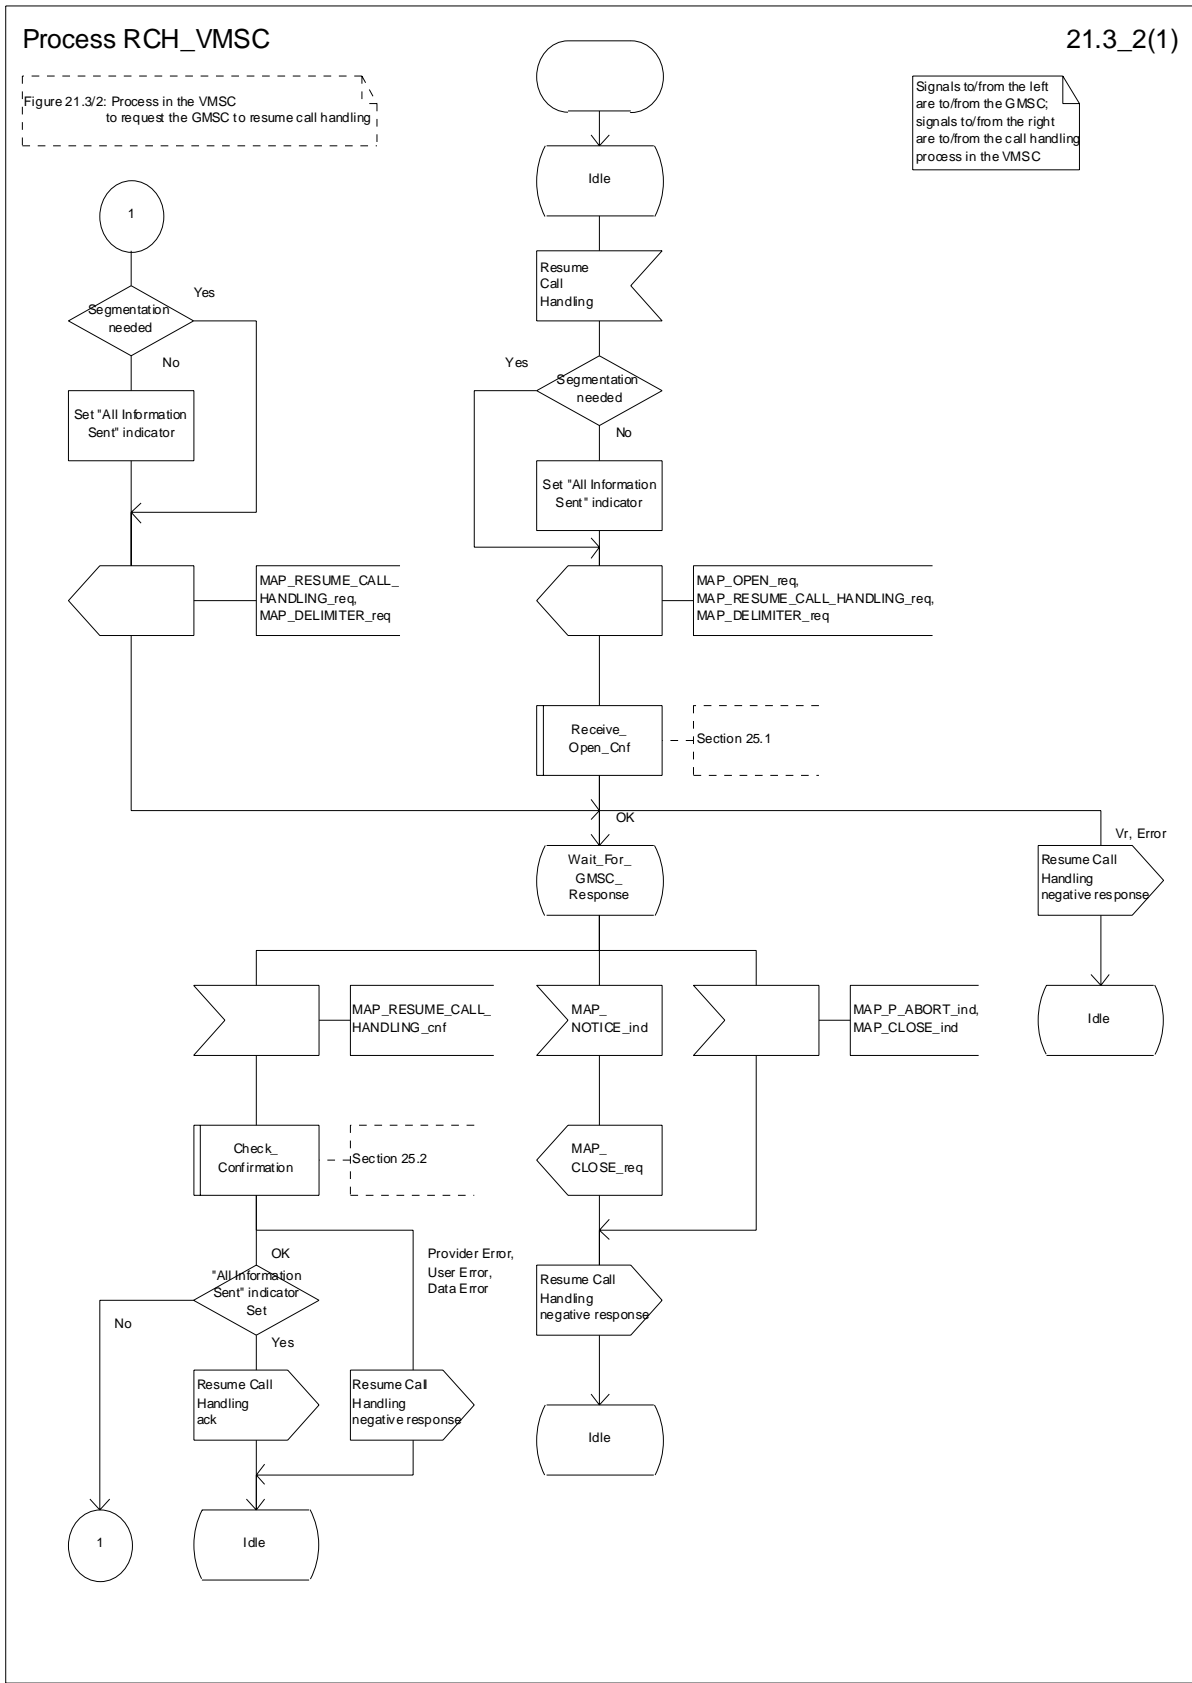 Process RCH_VMSC
21.3_2(1)
Figure 21.3/2: Process in the VMSC
to request the GMSC to resume call handling
Signals to/from the left
are to/from the GMSC;
signals to/from the right
are to/from the call handling
process in the VMSC
Idle
1
Resume
Call
Handling
Segmentation
needed
Yes
No
Segmentation
needed
Yes
No
Set "All Information
Sent" indicator
Set "All Information
Sent" indicator
MAP_RESUME_CALL_
HANDLING_req,
MAP_DELIMITER_req
MAP_OPEN_req,
MAP_RESUME_CALL_HANDLING_req,
MAP_DELIMITER_req
Receive_
Open_Cnf
Section 25.1
OK
Vr, Error
Wait_For_
GMSC_
Response
Resume Call
Handling
negative response
MAP_RESUME_CALL_
HANDLING_cnf
MAP_
NOTICE_ind
MAP_P_ABORT_ind,
MAP_CLOSE_ind
Idle
Check_
Confirmation
Section 25.2
MAP_
CLOSE_req
OK
Provider Error,
User Error,
Data Error
"All Information
Sent" indicator
Set
No
Yes
Resume Call
Handling
negative response
Resume Call
Handling
ack
Resume Call
Handling
negative response
Idle
1
Idle